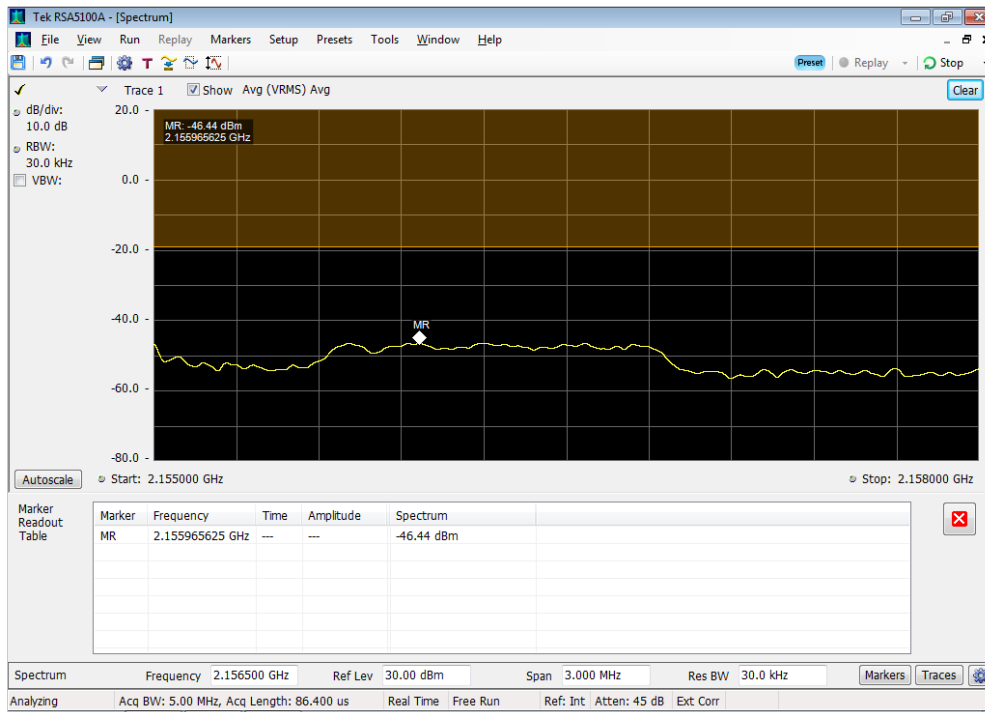 Tek RSA5100A - [Spectrum]
File View Run Replay Markers Setup Presets Tools Window Help
T Preset Replay Stop
Trace 1 Show Avg (VRMS) Avg Clear
dB/div:
10.0 dB
RBW:
30.0 kHz
VBW:
20.0
0.0
-20.0
-40.0
-60.0
-80.0
MR: -46.44 dBm
2.155965625 GHz
MR
Autoscale Start: 2.155000 GHz Stop: 2.158000 GHz
Marker
Readout
Table
Marker Frequency Time Amplitude Spectrum
MR 2.155965625 GHz --- --- -46.44 dBm
Spectrum Frequency 2.156500 GHz Ref Lev 30.00 dBm Span 3.000 MHz Res BW 30.0 kHz Markers Traces
Analyzing Acq BW: 5.00 MHz, Acq Length: 86.400 us Real Time Free Run Ref: Int Atten: 45 dB Ext Corr